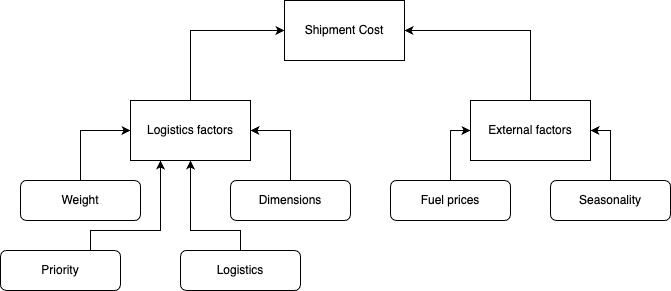 Shipment Cost
Logistics factors
External factors
Weight
Dimensions
Fuel prices
Seasonality
Priority
Logistics